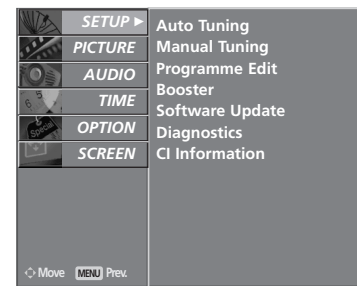 SETUP ►
PICTURE
AUDIO
TIME
OPTION
SCREEN
Auto Tuning
Manual Tuning
Programme Edit
Booster
Software Update
Diagnostics
CI Information
Special
Move MENU Prev.